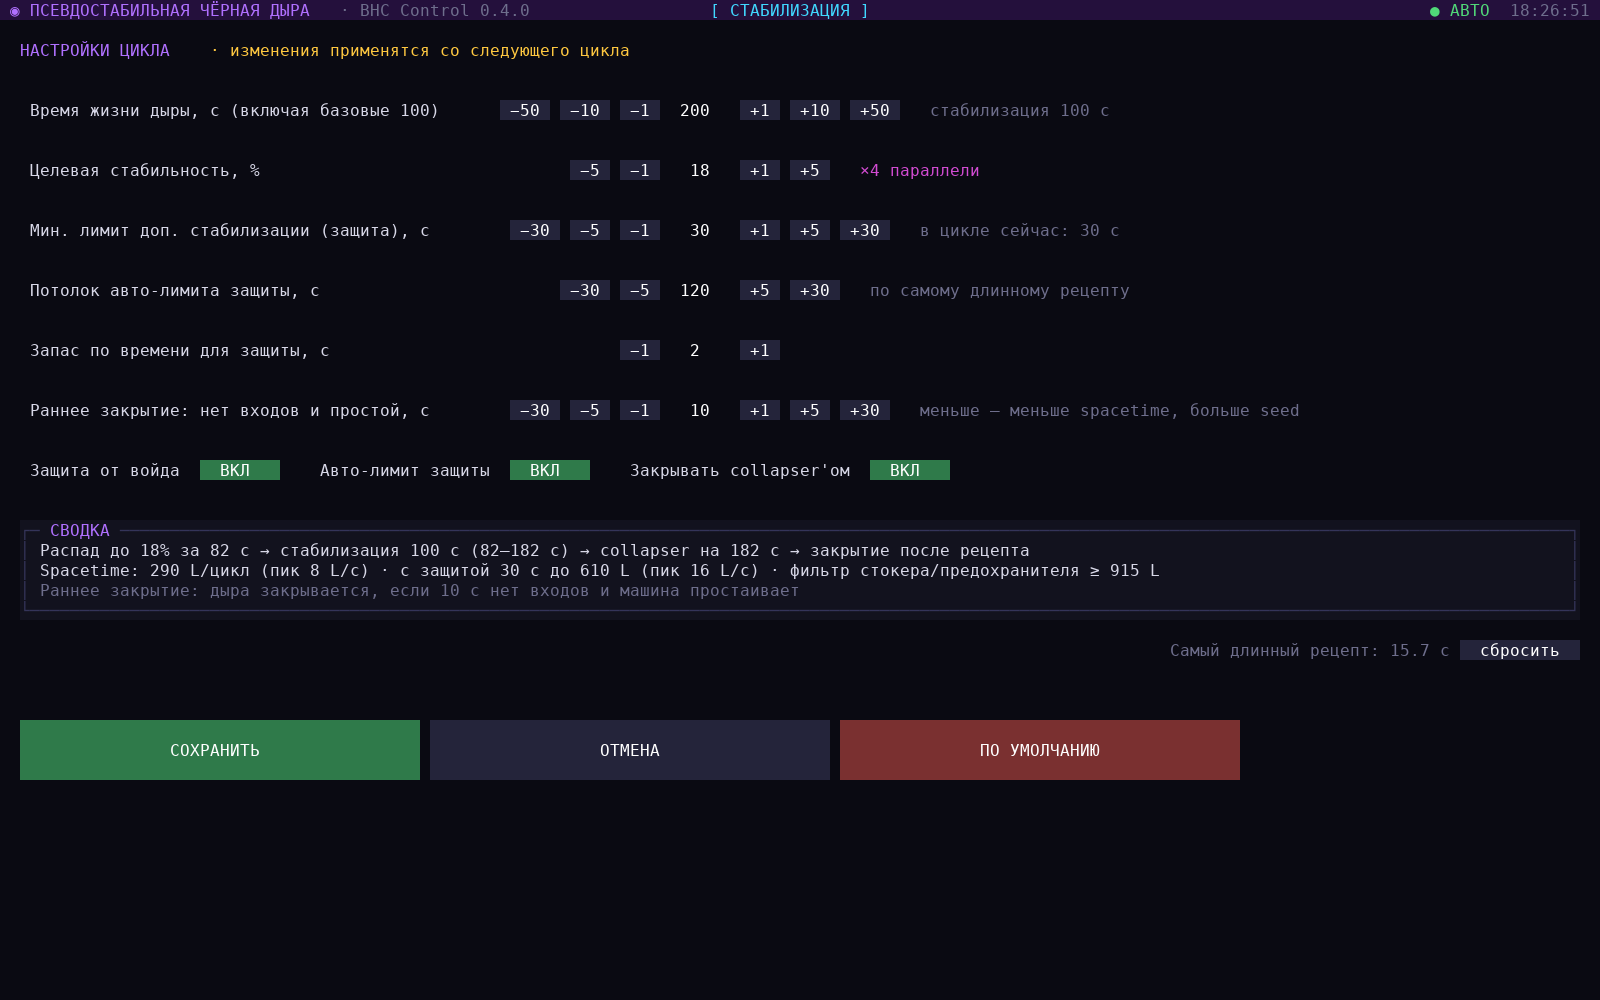 ◉ ПСЕВДОСТАБИЛЬНАЯ ЧЁРНАЯ ДЫРА · BHC Control 0.4.0 [ СТАБИЛИЗАЦИЯ ] ● АВТО 18:26:51
НАСТРОЙКИ ЦИКЛА · изменения применятся со следующего цикла
Время жизни дыры, с (включая базовые 100) −50 −10 −1 200 +1 +10 +50 стабилизация 100 с
Целевая стабильность, % −5 −1 18 +1 +5 ×4 параллели
Мин. лимит доп. стабилизации (защита), с −30 −5 −1 30 +1 +5 +30 в цикле сейчас: 30 с
Потолок авто-лимита защиты, с −30 −5 120 +5 +30 по самому длинному рецепту
Запас по времени для защиты, с −1 2 +1
Раннее закрытие: нет входов и простой, с −30 −5 −1 10 +1 +5 +30 меньше — меньше spacetime, больше seed
Защита от войда ВКЛ Авто-лимит защиты ВКЛ Закрывать collapser'ом ВКЛ
СВОДКА
Распад до 18% за 82 с → стабилизация 100 с (82–182 с) → collapser на 182 с → закрытие после рецепта
Spacetime: 290 L/цикл (пик 8 L/с) · с защитой 30 с до 610 L (пик 16 L/с) · фильтр стокера/предохранителя ≥ 915 L
Раннее закрытие: дыра закрывается, если 10 с нет входов и машина простаивает
Самый длинный рецепт: 15.7 с сбросить
СОХРАНИТЬ ОТМЕНА ПО УМОЛЧАНИЮ